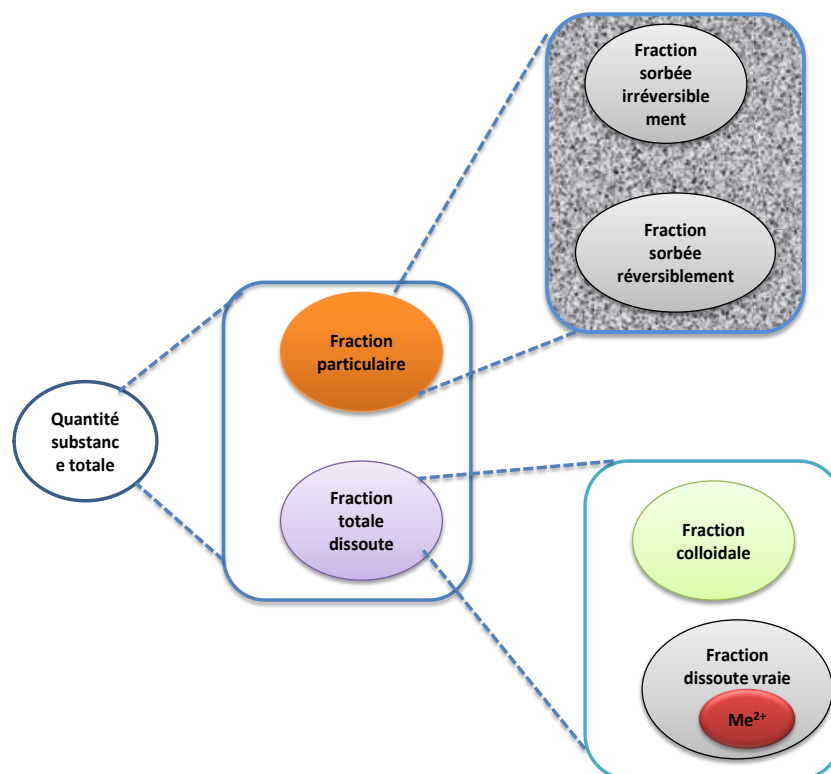 Fraction
sorbée
irréversible
ment
Fraction
sorbée
réversiblement
Fraction
particulaire
Quantité
substanc
e totale
Fraction
totale
dissoute
Fraction
colloidale
Fraction
dissoute vraie
Me²⁺